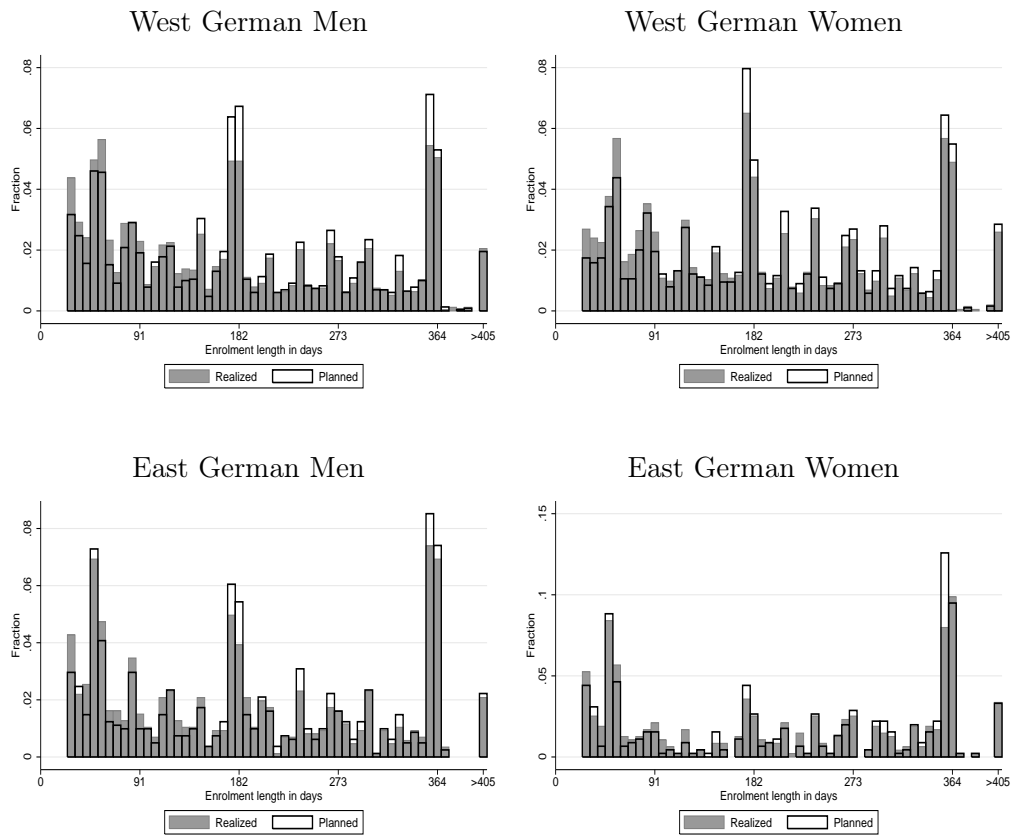 West German Men
West German Women
Fraction
.08
.06
.04
.02
0
0
91
182
273
364
>405
Enrolment length in days
Realized
Planned
Fraction
.08
.06
.04
.02
0
0
91
182
273
364
>405
Enrolment length in days
Realized
Planned
East German Men
East German Women
Fraction
.08
.06
.04
.02
0
0
91
182
273
364
>405
Enrolment length in days
Realized
Planned
Fraction
.15
.1
.05
0
0
91
182
273
364
>405
Enrolment length in days
Realized
Planned